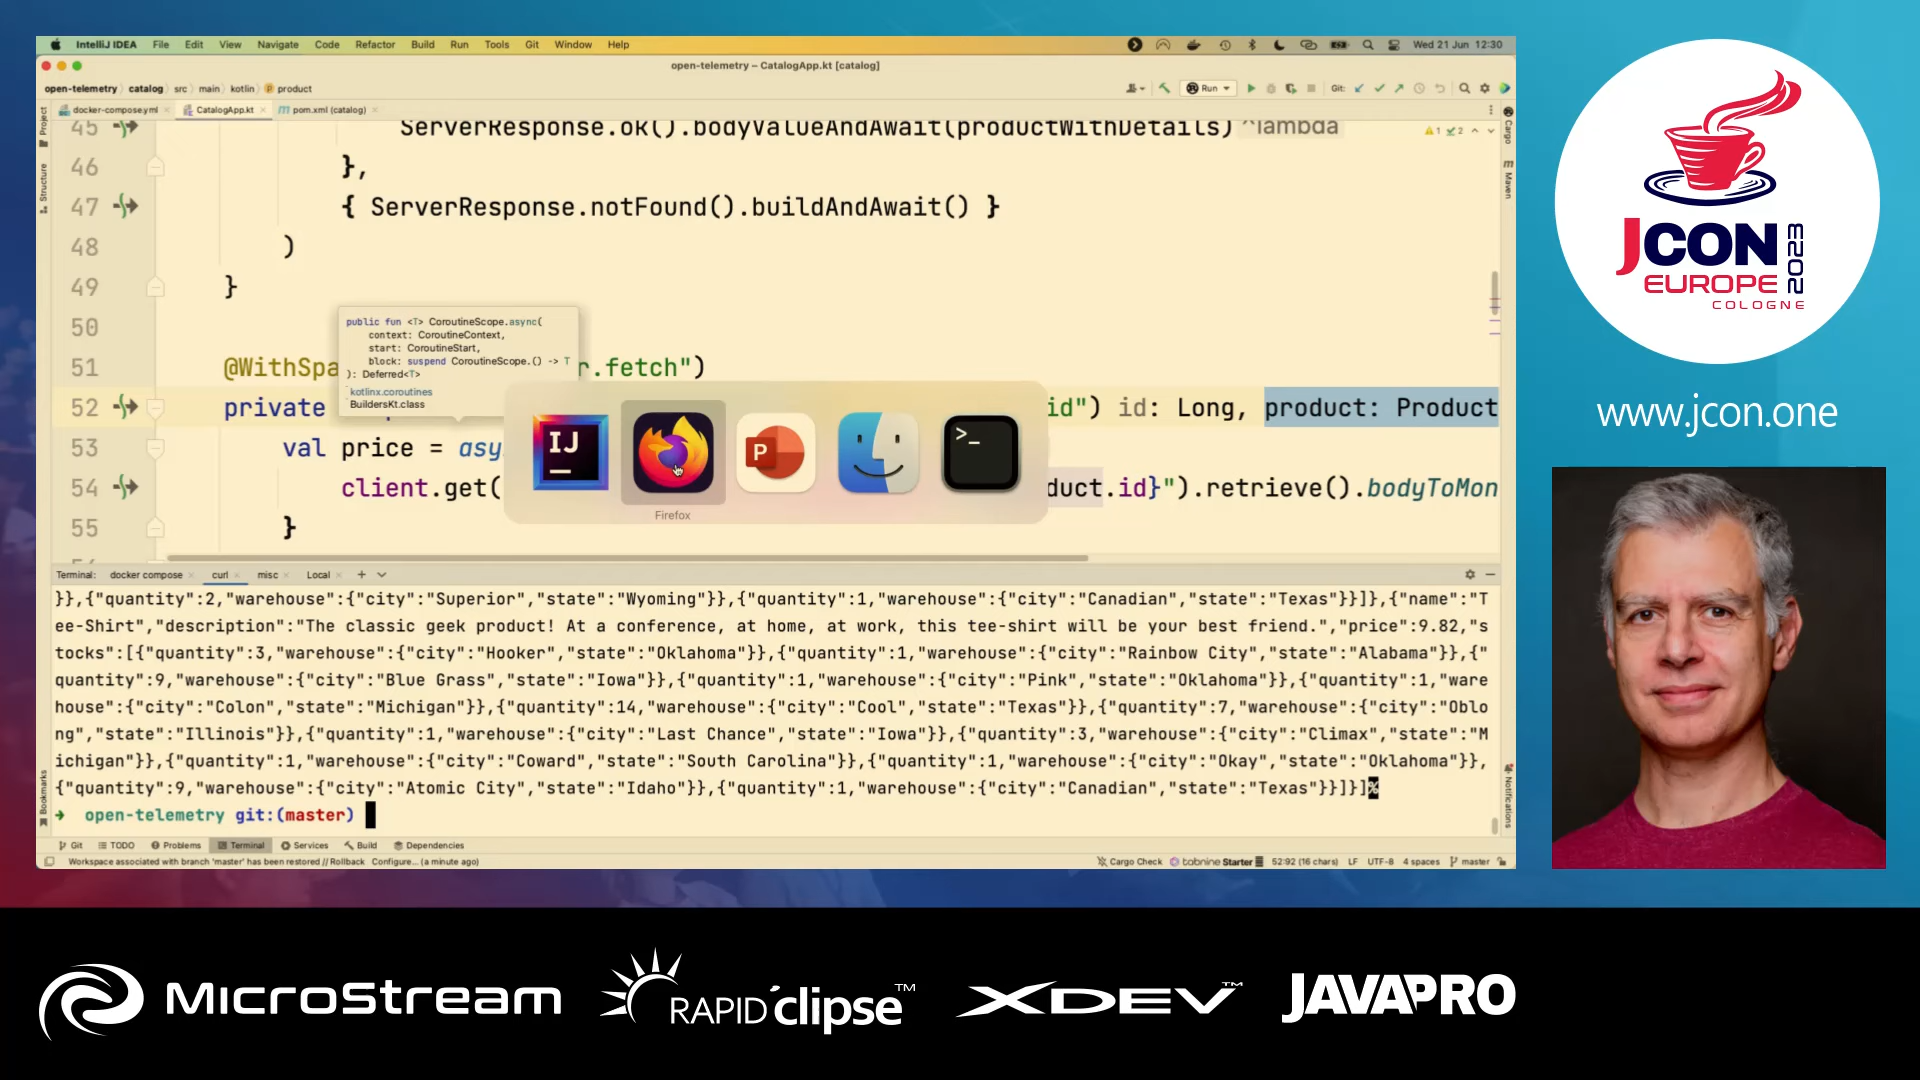 IntelliJ IDEA File Edit View Navigate Code Refactor Build Run Tools Git Window Help Wed 21 Jun 12:30
open-telemetry – CatalogApp.kt [catalog]
open-telemetry catalog src main kotlin product Run Git:
docker-compose.yml CatalogApp.kt pom.xml (catalog)
45 ServerResponse.ok().bodyValueAndAwait(productWithDetails) ^lambda
1 2
46 },
47 { ServerResponse.notFound().buildAndAwait() }
48 )
49 }
50
public fun <T> CoroutineScope.async(
context: CoroutineContext,
start: CoroutineStart,
block: suspend CoroutineScope.() -> T
): Deferred<T>
kotlinx.coroutines
BuildersKt.class
51 @WithSpa r.fetch")
52 private id") id: Long, product: Product
53 val price = asy
54 client.get( duct.id}").retrieve().bodyToMon
55 }
IJ
P
>_
Firefox
Project
Structure
Bookmarks
Cargo
Maven
Notifications
Terminal: docker compose curl misc Local +
}},{"quantity":2,"warehouse":{"city":"Superior","state":"Wyoming"}},{"quantity":1,"warehouse":{"city":"Canadian","state":"Texas"}}]},{"name":"T
ee-Shirt","description":"The classic geek product! At a conference, at home, at work, this tee-shirt will be your best friend.","price":9.82,"s
tocks":[{"quantity":3,"warehouse":{"city":"Hooker","state":"Oklahoma"}},{"quantity":1,"warehouse":{"city":"Rainbow City","state":"Alabama"}},{"
quantity":9,"warehouse":{"city":"Blue Grass","state":"Iowa"}},{"quantity":1,"warehouse":{"city":"Pink","state":"Oklahoma"}},{"quantity":1,"ware
house":{"city":"Colon","state":"Michigan"}},{"quantity":14,"warehouse":{"city":"Cool","state":"Texas"}},{"quantity":7,"warehouse":{"city":"Oblo
ng","state":"Illinois"}},{"quantity":1,"warehouse":{"city":"Last Chance","state":"Iowa"}},{"quantity":3,"warehouse":{"city":"Climax","state":"M
ichigan"}},{"quantity":1,"warehouse":{"city":"Coward","state":"South Carolina"}},{"quantity":1,"warehouse":{"city":"Okay","state":"Oklahoma"}},
{"quantity":9,"warehouse":{"city":"Atomic City","state":"Idaho"}},{"quantity":1,"warehouse":{"city":"Canadian","state":"Texas"}}]}]%
→ open-telemetry git:(master)
Git TODO Problems Terminal Services Build Dependencies
Workspace associated with branch 'master' has been restored // Rollback Configure... (a minute ago) Cargo Check tabnine Starter 52:92 (16 chars) LF UTF-8 4 spaces master
JCON
EUROPE
2023
COLOGNE
www.jcon.one
MicroStream RAPID'clipse™ XDEV™ JAVAPRO